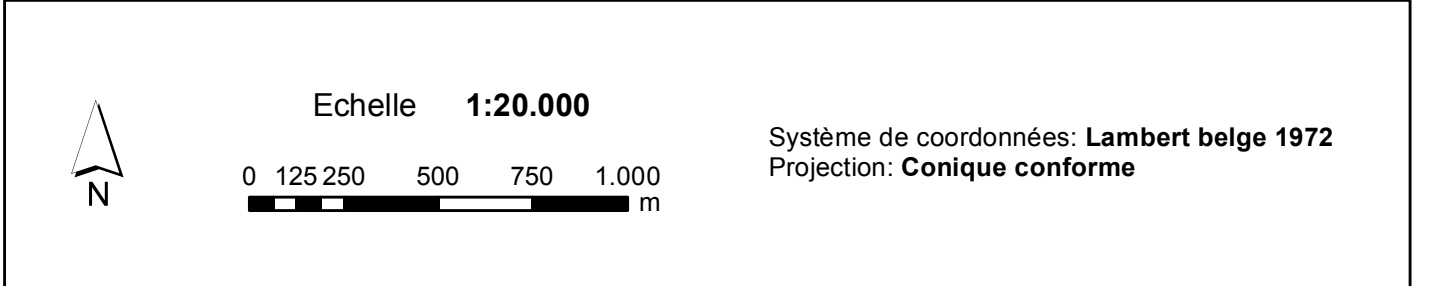 N
Echelle 1:20.000
0 125 250 500 750 1.000
m
Système de coordonnées: Lambert belge 1972
Projection: Conique conforme